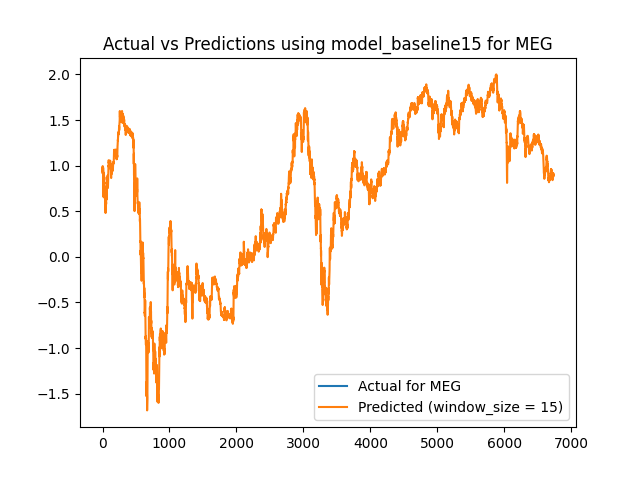 Actual vs Predictions using model_baseline15 for MEG
2.0
1.5
1.0
0.5
0.0
−0.5
−1.0
−1.5
Actual for MEG
Predicted (window_size = 15)
0 1000 2000 3000 4000 5000 6000 7000